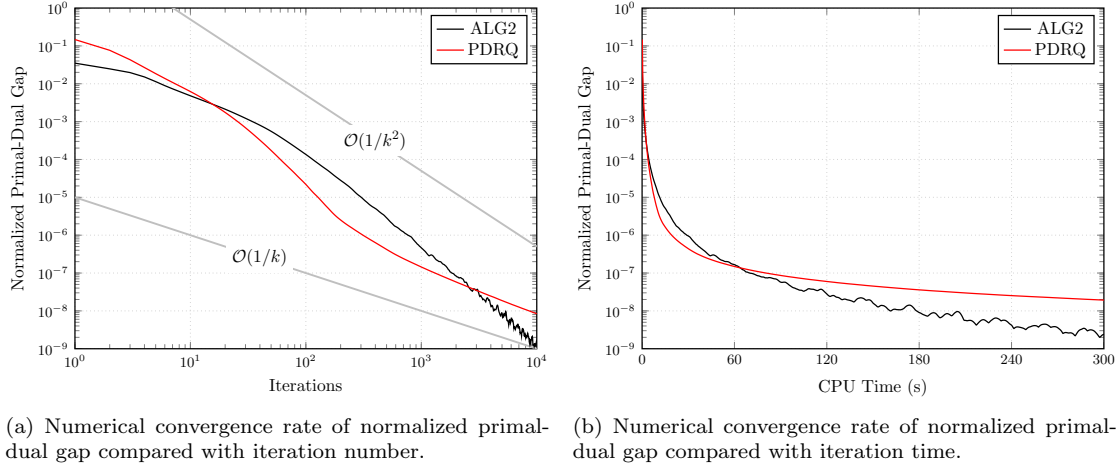 10^0
10^-1
10^-2
10^-3
10^-4
10^-5
10^-6
10^-7
10^-8
10^-9
Normalized Primal-Dual Gap
ALG2
PDRQ
O(1/k^2)
O(1/k)
10^0 10^1 10^2 10^3 10^4
Iterations
(a) Numerical convergence rate of normalized primal-
dual gap compared with iteration number.
10^0
10^-1
10^-2
10^-3
10^-4
10^-5
10^-6
10^-7
10^-8
10^-9
Normalized Primal-Dual Gap
ALG2
PDRQ
0 60 120 180 240 300
CPU Time (s)
(b) Numerical convergence rate of normalized primal-
dual gap compared with iteration time.